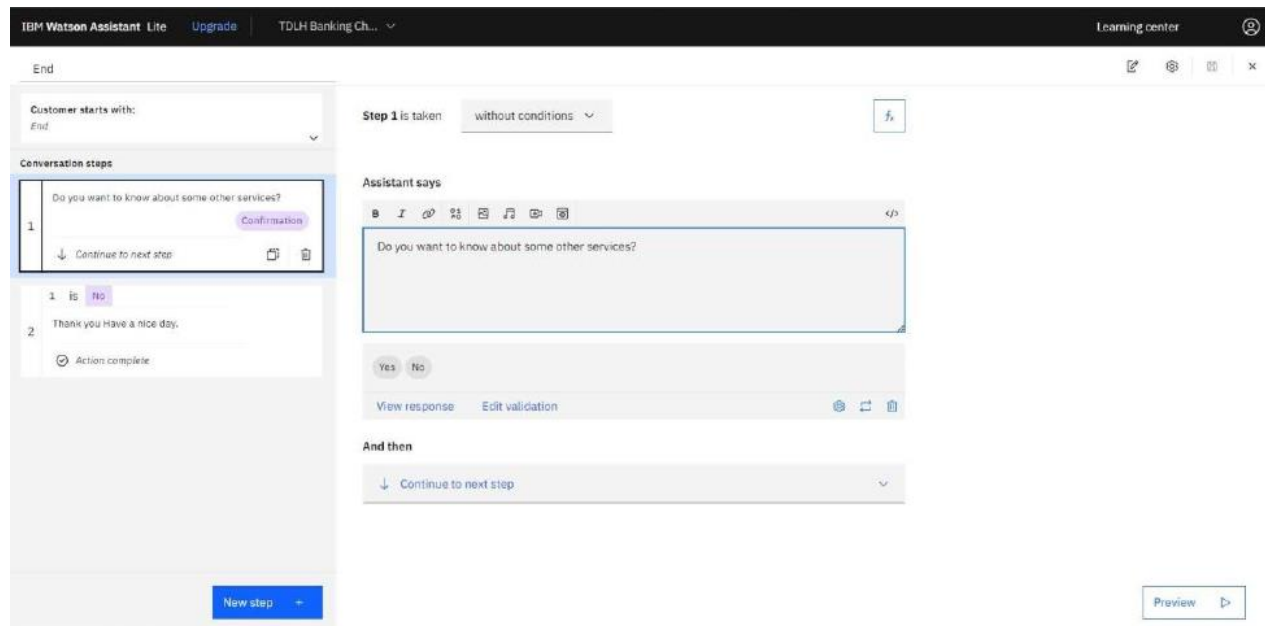 IBM Watson Assistant Lite Upgrade TDLH Banking Ch... Learning center
End
Customer starts with:
End
Conversation steps
1
Do you want to know about some other services?
Confirmation
Continue to next step
1 is No
2
Thank you Have a nice day.
Action complete
New step +
Step 1 is taken without conditions
fx
Assistant says
B I </>
Do you want to know about some other services?
Yes No
View response Edit validation
And then
Continue to next step
Preview